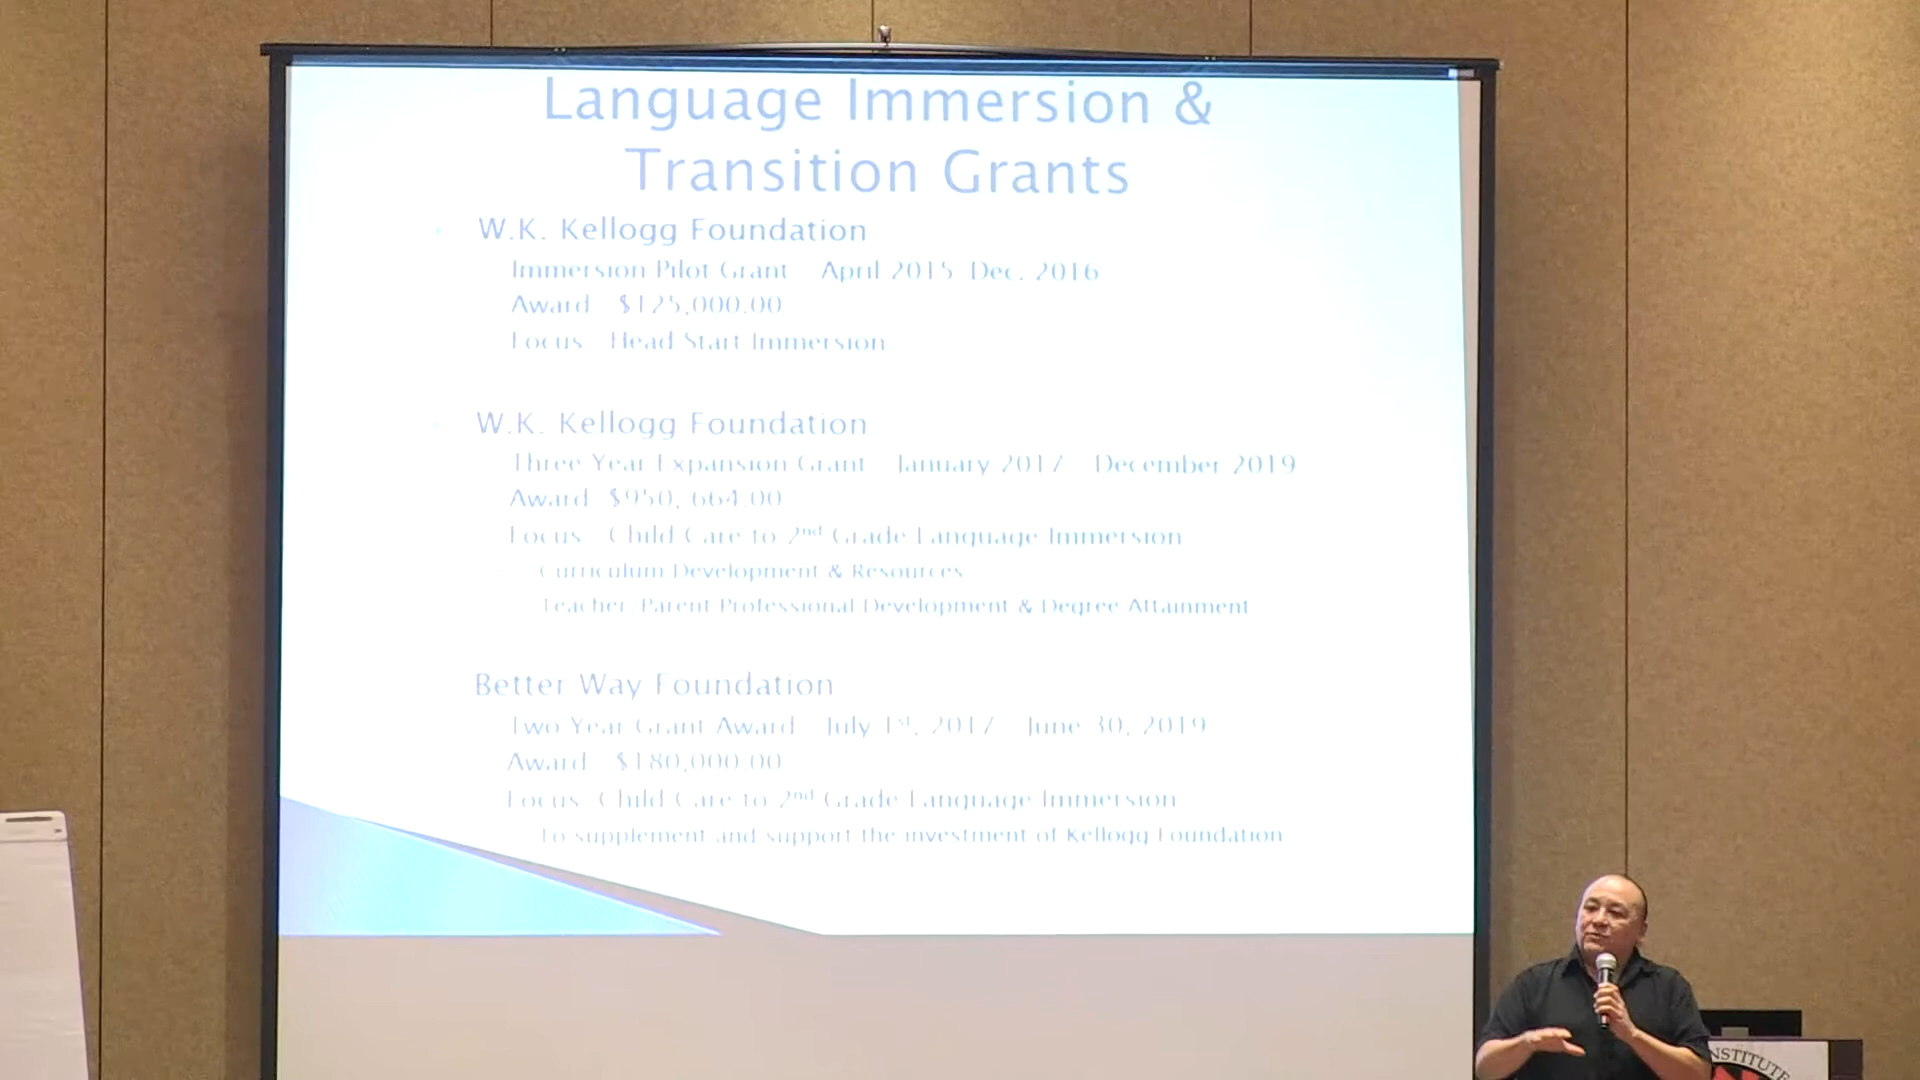 Language Immersion &
Transition Grants
W.K. Kellogg Foundation
Immersion Pilot Grant April 2015 Dec. 2016
Award $125,000.00
Focus Head Start Immersion
W.K. Kellogg Foundation
Three Year Expansion Grant January 2017 December 2019
Award $950, 664.00
Focus Child Care to 2nd Grade Language Immersion
Curriculum Development & Resources
Teacher/Parent Professional Development & Degree Attainment
Better Way Foundation
Two Year Grant Award July 1st, 2017 June 30, 2019
Award $180,000.00
Focus Child Care to 2nd Grade Language Immersion
To supplement and support the investment of Kellogg Foundation
NSTITUTE